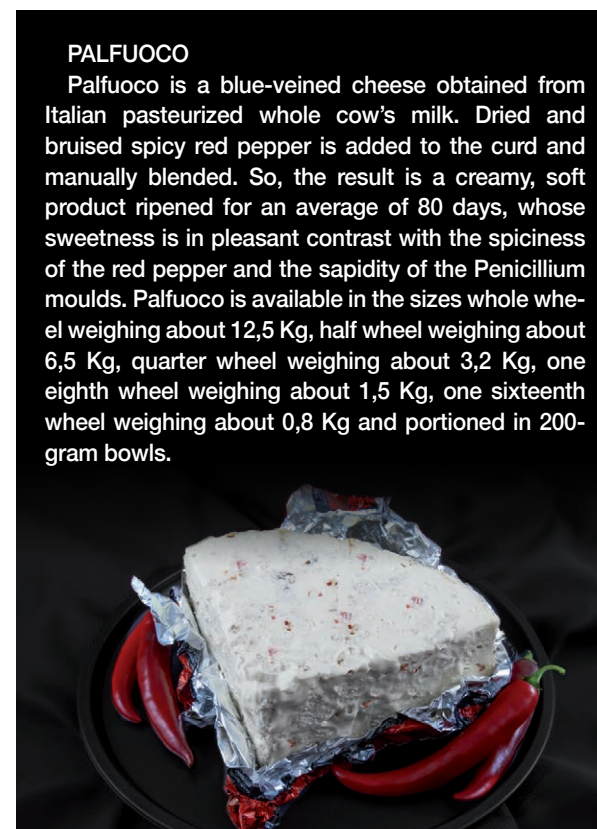 PALFUOCO
Palfuoco is a blue-veined cheese obtained from
Italian pasteurized whole cow's milk. Dried and
bruised spicy red pepper is added to the curd and
manually blended. So, the result is a creamy, soft
product ripened for an average of 80 days, whose
sweetness is in pleasant contrast with the spiciness
of the red pepper and the sapidity of the Penicillium
moulds. Palfuoco is available in the sizes whole whe-
el weighing about 12,5 Kg, half wheel weighing about
6,5 Kg, quarter wheel weighing about 3,2 Kg, one
eighth wheel weighing about 1,5 Kg, one sixteenth
wheel weighing about 0,8 Kg and portioned in 200-
gram bowls.